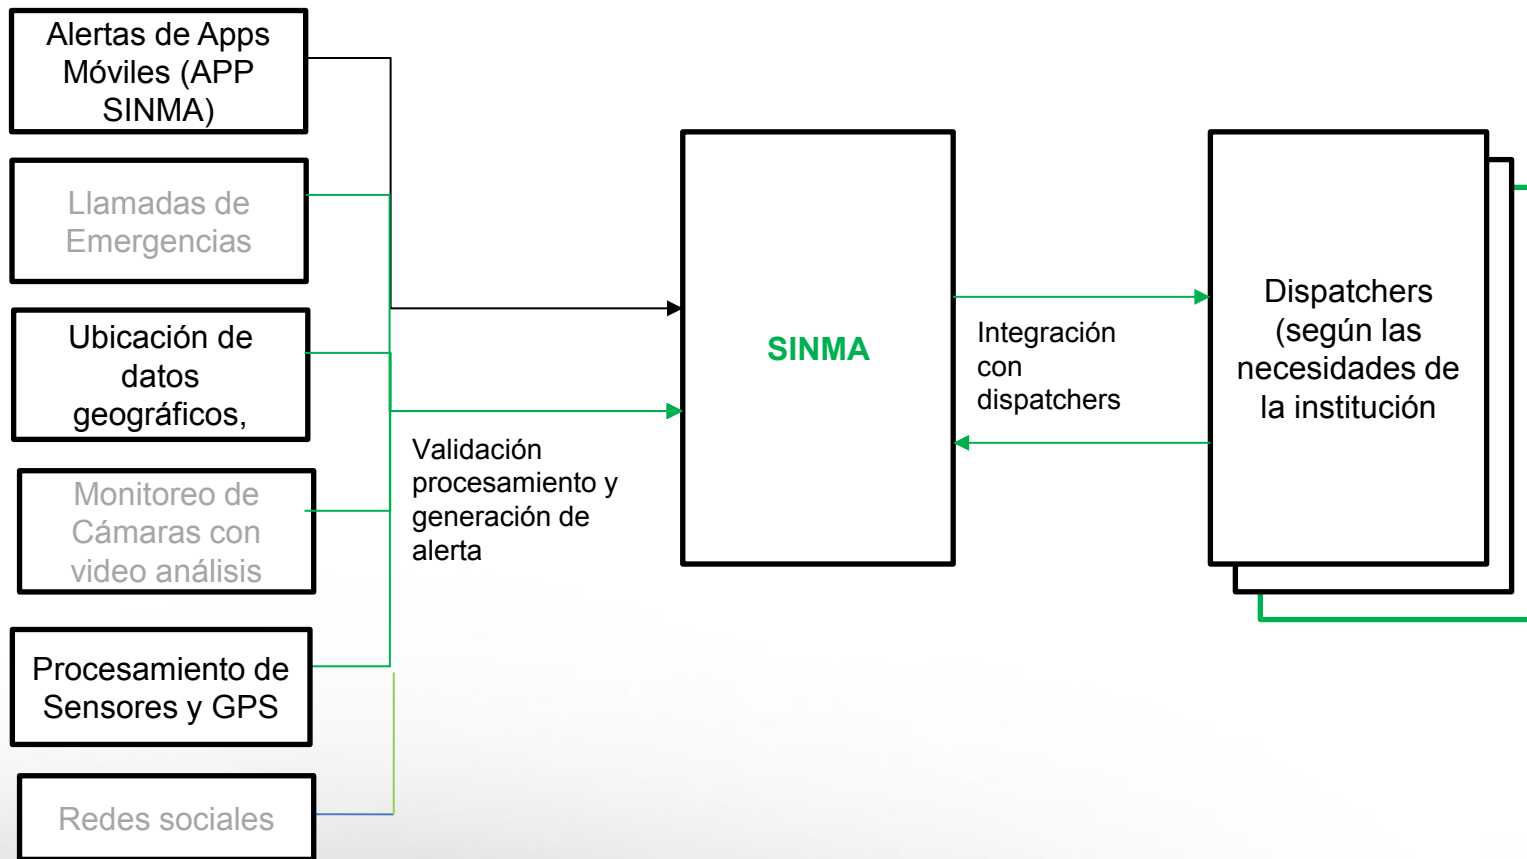 Alertas de Apps
Móviles (APP
SINMA)
Llamadas de
Emergencias
Ubicación de
datos
geográficos,
Monitoreo de
Cámaras con
video análisis
Procesamiento de
Sensores y GPS
Redes sociales
Validación
procesamiento y
generación de
alerta
SINMA
Integración
con
dispatchers
Dispatchers
(según las
necesidades de
la institución